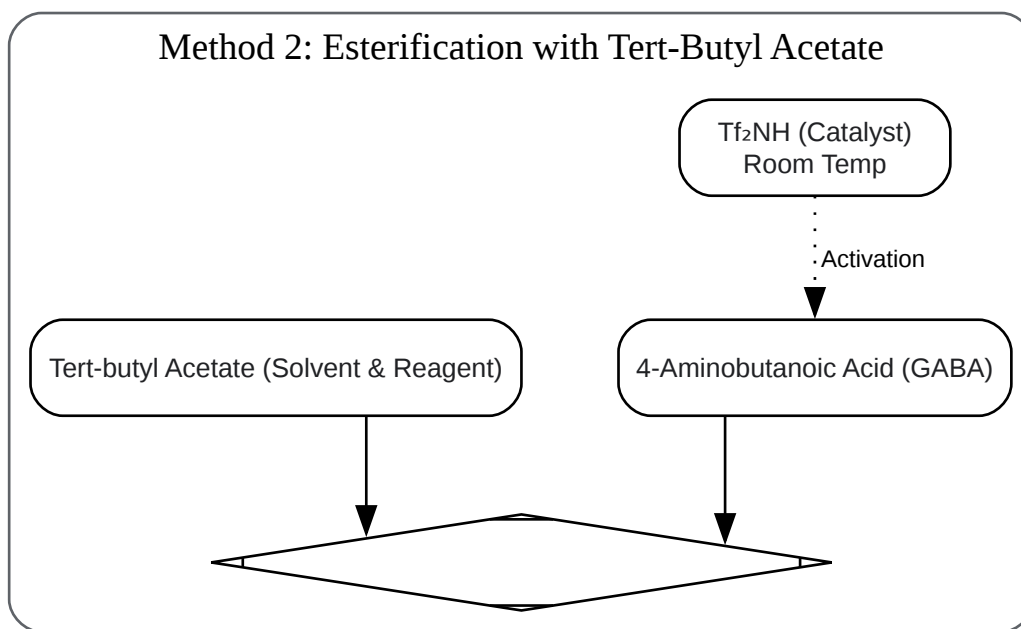 Method 2: Esterification with Tert-Butyl Acetate
Tf₂NH (Catalyst)
Room Temp
Activation
Tert-butyl Acetate (Solvent & Reagent)
4-Aminobutanoic Acid (GABA)